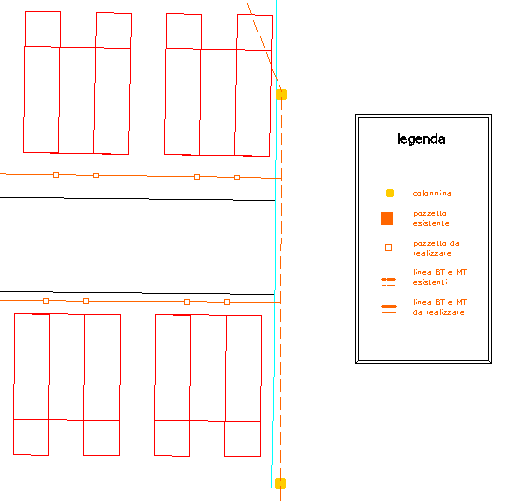 legenda
colonnina
pozzetto
esistente
pozzetto da
realizzare
linea BT e MT
esistenti
linea BT e MT
da realizzare